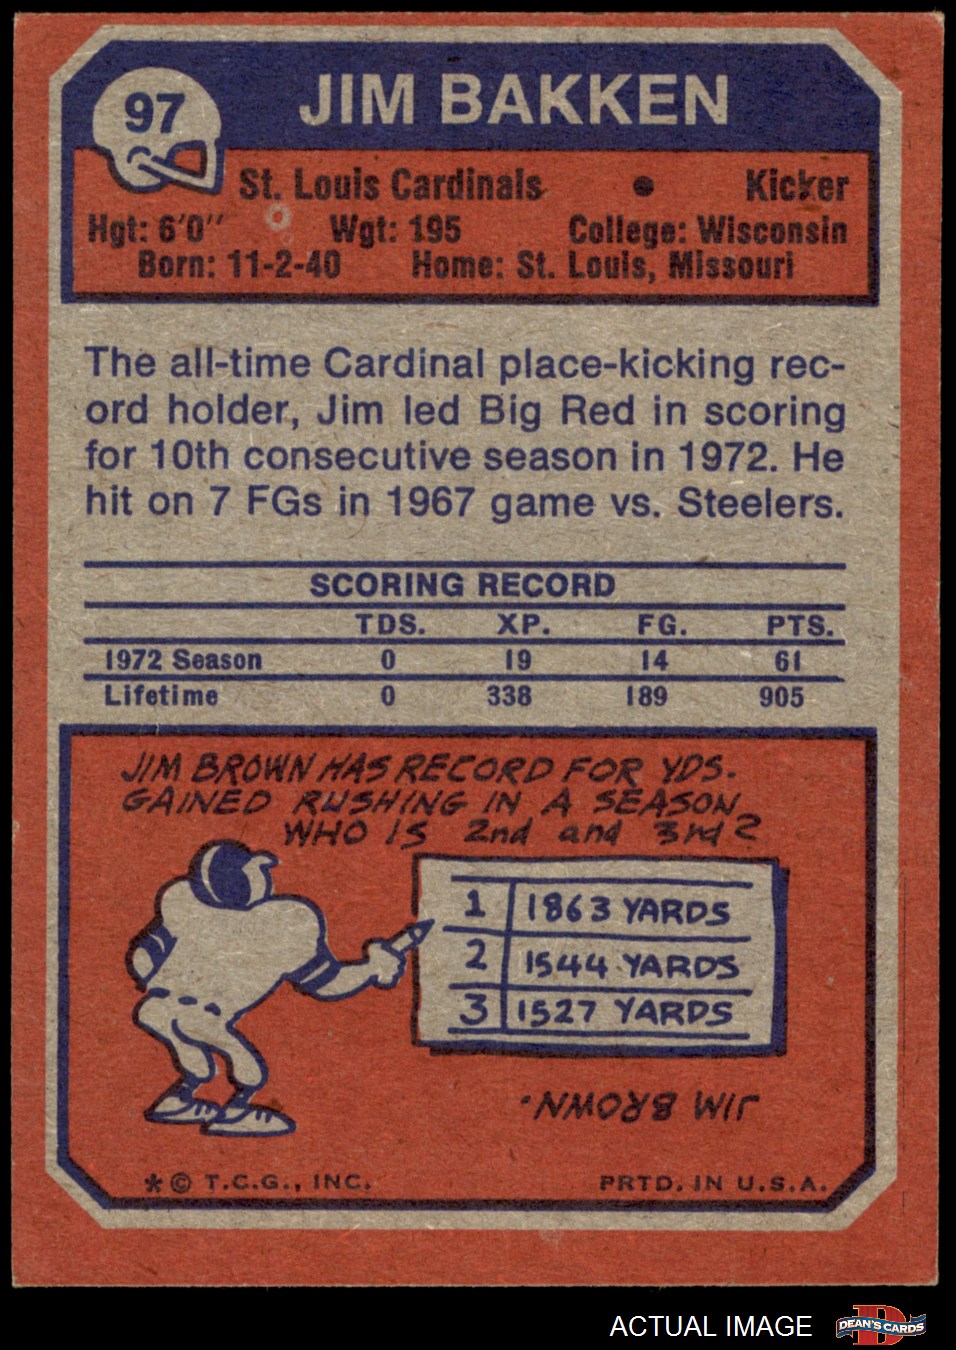 97
JIM BAKKEN
St. Louis Cardinals • Kicker
Hgt: 6'0" Wgt: 195 College: Wisconsin
Born: 11-2-40 Home: St. Louis, Missouri
The all-time Cardinal place-kicking rec-
ord holder, Jim led Big Red in scoring
for 10th consecutive season in 1972. He
hit on 7 FGs in 1967 game vs. Steelers.
SCORING RECORD
TDS. XP. FG. PTS.
1972 Season 0 19 14 61
Lifetime 0 338 189 905
JIM BROWN HAS RECORD FOR YDS.
GAINED RUSHING IN A SEASON
WHO IS 2nd and 3rd?
1 1863 YARDS
2 1544 YARDS
3 1527 YARDS
JIM BROWN.
* © T.C.G., INC. PRTD. IN U.S.A.
ACTUAL IMAGE
D
DEAN'S CARDS